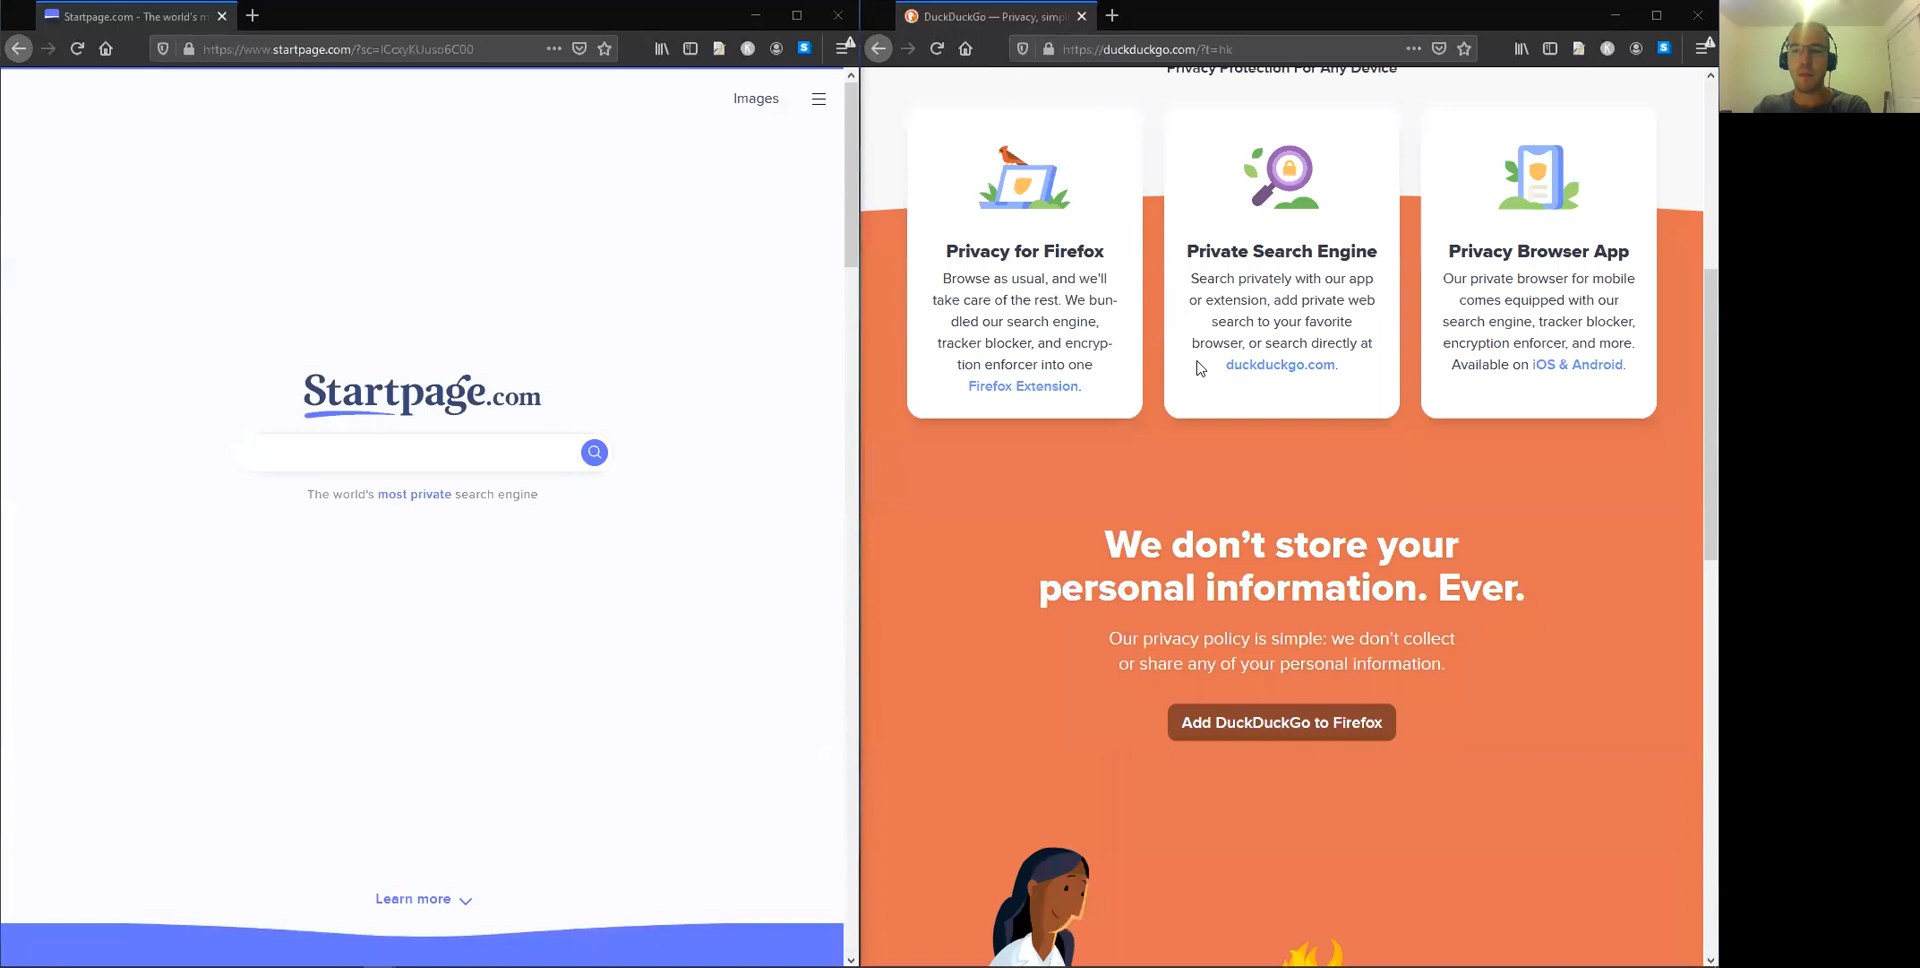 Startpage.com - The world's m
https://www.startpage.com/?sc=ICcxyKUuso6C00
Images
Startpage.com
The world's most private search engine
Learn more
DuckDuckGo — Privacy, simpl
https://duckduckgo.com/?t=hk
Privacy Protection For Any Device
Privacy for Firefox
Browse as usual, and we'll
take care of the rest. We bun-
dled our search engine,
tracker blocker, and encryp-
tion enforcer into one
Firefox Extension.
Private Search Engine
Search privately with our app
or extension, add private web
search to your favorite
browser, or search directly at
duckduckgo.com.
Privacy Browser App
Our private browser for mobile
comes equipped with our
search engine, tracker blocker,
encryption enforcer, and more.
Available on iOS & Android.
We don't store your
personal information. Ever.
Our privacy policy is simple: we don't collect
or share any of your personal information.
Add DuckDuckGo to Firefox